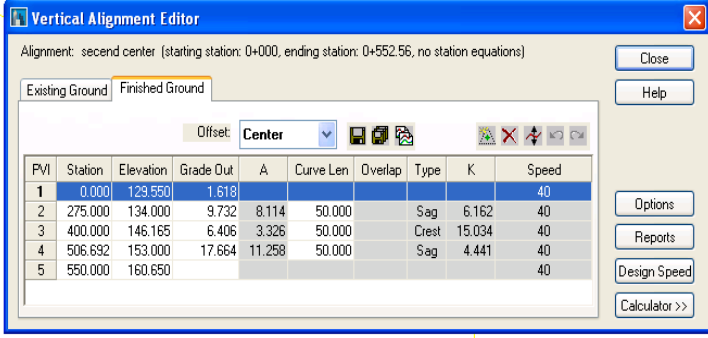 Vertical Alignment Editor
Alignment: secend center (starting station: 0+000, ending station: 0+552.56, no station equations)
Close
Existing Ground Finished Ground
Help
Offset: Center
PVI Station Elevation Grade Out A Curve Len Overlap Type K Speed
1 0.000 129.550 1.618 40
2 275.000 134.000 9.732 8.114 50.000 Sag 6.162 40
3 400.000 146.165 6.406 3.326 50.000 Crest 15.034 40
4 506.692 153.000 17.664 11.258 50.000 Sag 4.441 40
5 550.000 160.650 40
Options
Reports
Design Speed
Calculator >>